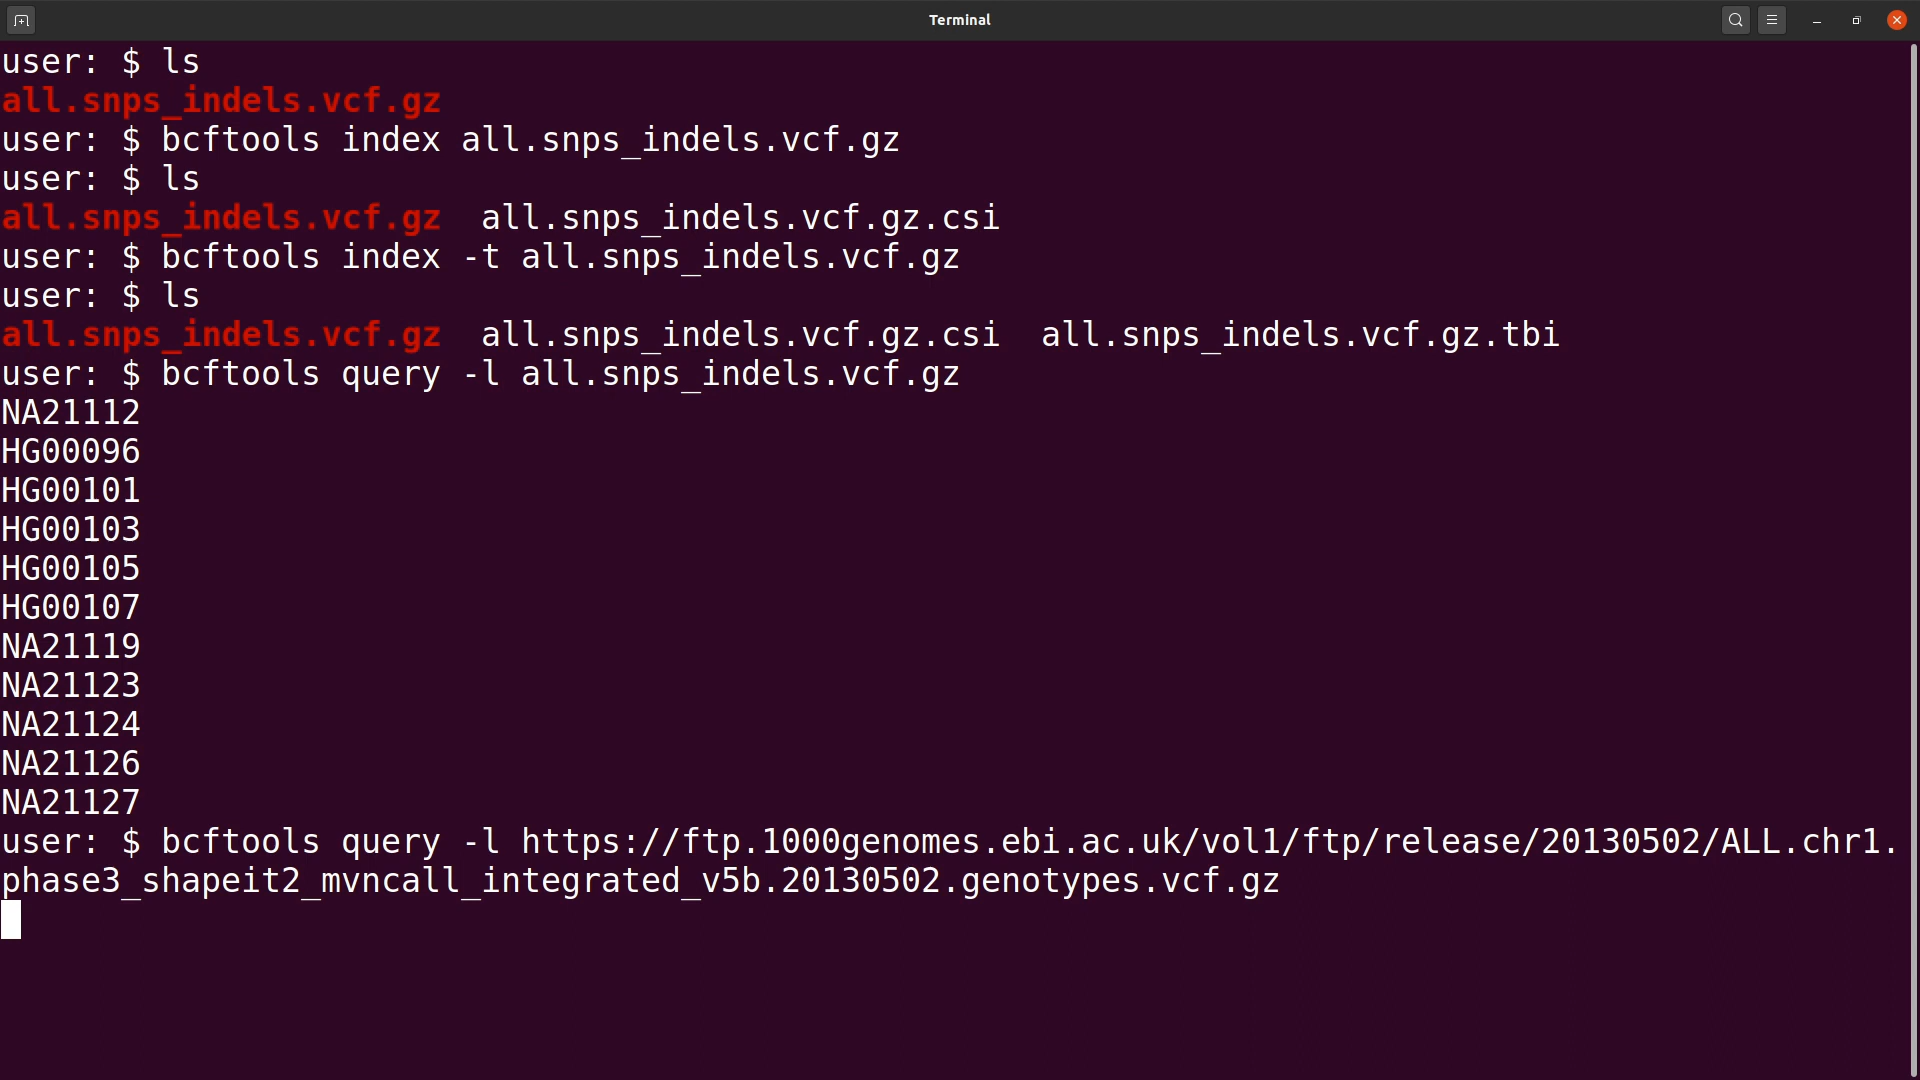 Terminal
user: $ ls
all.snps_indels.vcf.gz
user: $ bcftools index all.snps_indels.vcf.gz
user: $ ls
all.snps_indels.vcf.gz  all.snps_indels.vcf.gz.csi
user: $ bcftools index -t all.snps_indels.vcf.gz
user: $ ls
all.snps_indels.vcf.gz  all.snps_indels.vcf.gz.csi  all.snps_indels.vcf.gz.tbi
user: $ bcftools query -l all.snps_indels.vcf.gz
NA21112
HG00096
HG00101
HG00103
HG00105
HG00107
NA21119
NA21123
NA21124
NA21126
NA21127
user: $ bcftools query -l https://ftp.1000genomes.ebi.ac.uk/vol1/ftp/release/20130502/ALL.chr1.
phase3_shapeit2_mvncall_integrated_v5b.20130502.genotypes.vcf.gz